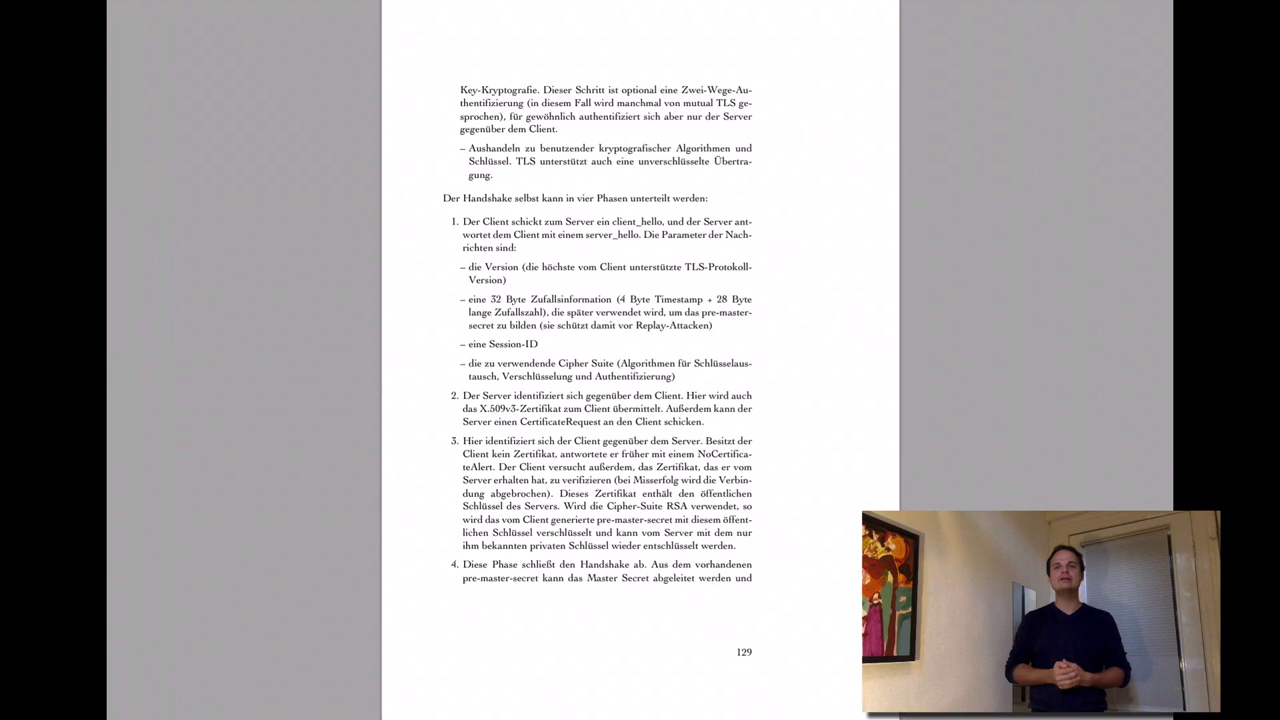 Key-Kryptografie. Dieser Schritt ist optional eine Zwei-Wege-Au-
thentifizierung (in diesem Fall wird manchmal von mutual TLS ge-
sprochen), für gewöhnlich authentifiziert sich aber nur der Server
gegenüber dem Client.
– Aushandeln zu benutzender kryptografischer Algorithmen und
Schlüssel. TLS unterstützt auch eine unverschlüsselte Übertra-
gung.
Der Handshake selbst kann in vier Phasen unterteilt werden:
1. Der Client schickt zum Server ein client_hello, und der Server ant-
wortet dem Client mit einem server_hello. Die Parameter der Nach-
richten sind:
– die Version (die höchste vom Client unterstützte TLS-Protokoll-
Version)
– eine 32 Byte Zufallsinformation (4 Byte Timestamp + 28 Byte
lange Zufallszahl), die später verwendet wird, um das pre-master-
secret zu bilden (sie schützt damit vor Replay-Attacken)
– eine Session-ID
– die zu verwendende Cipher Suite (Algorithmen für Schlüsselaus-
tausch, Verschlüsselung und Authentifizierung)
2. Der Server identifiziert sich gegenüber dem Client. Hier wird auch
das X.509v3-Zertifikat zum Client übermittelt. Außerdem kann der
Server einen CertificateRequest an den Client schicken.
3. Hier identifiziert sich der Client gegenüber dem Server. Besitzt der
Client kein Zertifikat, antwortete er früher mit einem NoCertifica-
teAlert. Der Client versucht außerdem, das Zertifikat, das er vom
Server erhalten hat, zu verifizieren (bei Misserfolg wird die Verbin-
dung abgebrochen). Dieses Zertifikat enthält den öffentlichen
Schlüssel des Servers. Wird die Cipher-Suite RSA verwendet, so
wird das vom Client generierte pre-master-secret mit diesem öffent-
lichen Schlüssel verschlüsselt und kann vom Server mit dem nur
ihm bekannten privaten Schlüssel wieder entschlüsselt werden.
4. Diese Phase schließt den Handshake ab. Aus dem vorhandenen
pre-master-secret kann das Master Secret abgeleitet werden und
129